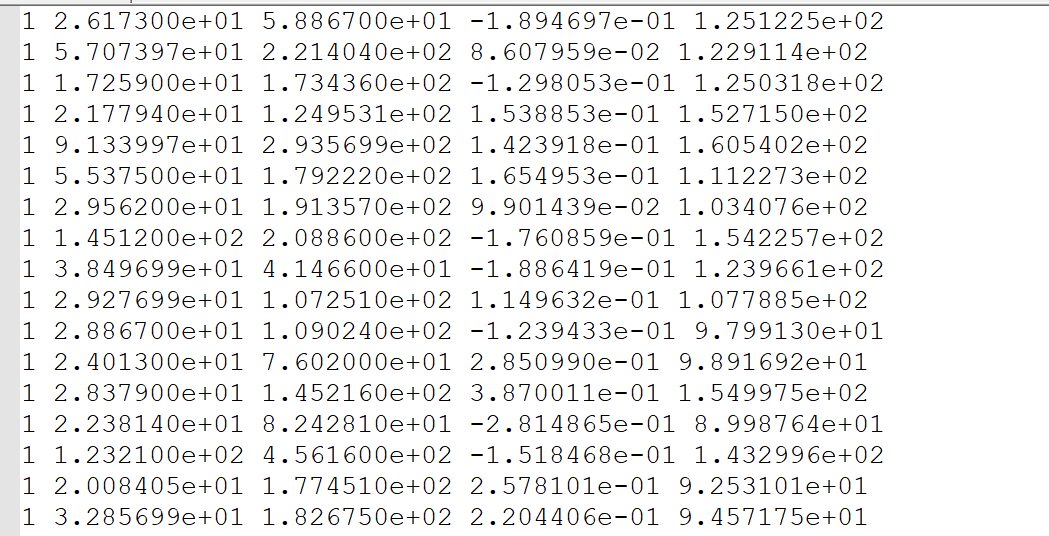 1 2.617300e+01 5.886700e+01 -1.894697e-01 1.251225e+02
1 5.707397e+01 2.214040e+02 8.607959e-02 1.229114e+02
1 1.725900e+01 1.734360e+02 -1.298053e-01 1.250318e+02
1 2.177940e+01 1.249531e+02 1.538853e-01 1.527150e+02
1 9.133997e+01 2.935699e+02 1.423918e-01 1.605402e+02
1 5.537500e+01 1.792220e+02 1.654953e-01 1.112273e+02
1 2.956200e+01 1.913570e+02 9.901439e-02 1.034076e+02
1 1.451200e+02 2.088600e+02 -1.760859e-01 1.542257e+02
1 3.849699e+01 4.146600e+01 -1.886419e-01 1.239661e+02
1 2.927699e+01 1.072510e+02 1.149632e-01 1.077885e+02
1 2.886700e+01 1.090240e+02 -1.239433e-01 9.799130e+01
1 2.401300e+01 7.602000e+01 2.850990e-01 9.891692e+01
1 2.837900e+01 1.452160e+02 3.870011e-01 1.549975e+02
1 2.238140e+01 8.242810e+01 -2.814865e-01 8.998764e+01
1 1.232100e+02 4.561600e+02 -1.518468e-01 1.432996e+02
1 2.008405e+01 1.774510e+02 2.578101e-01 9.253101e+01
1 3.285699e+01 1.826750e+02 2.204406e-01 9.457175e+01